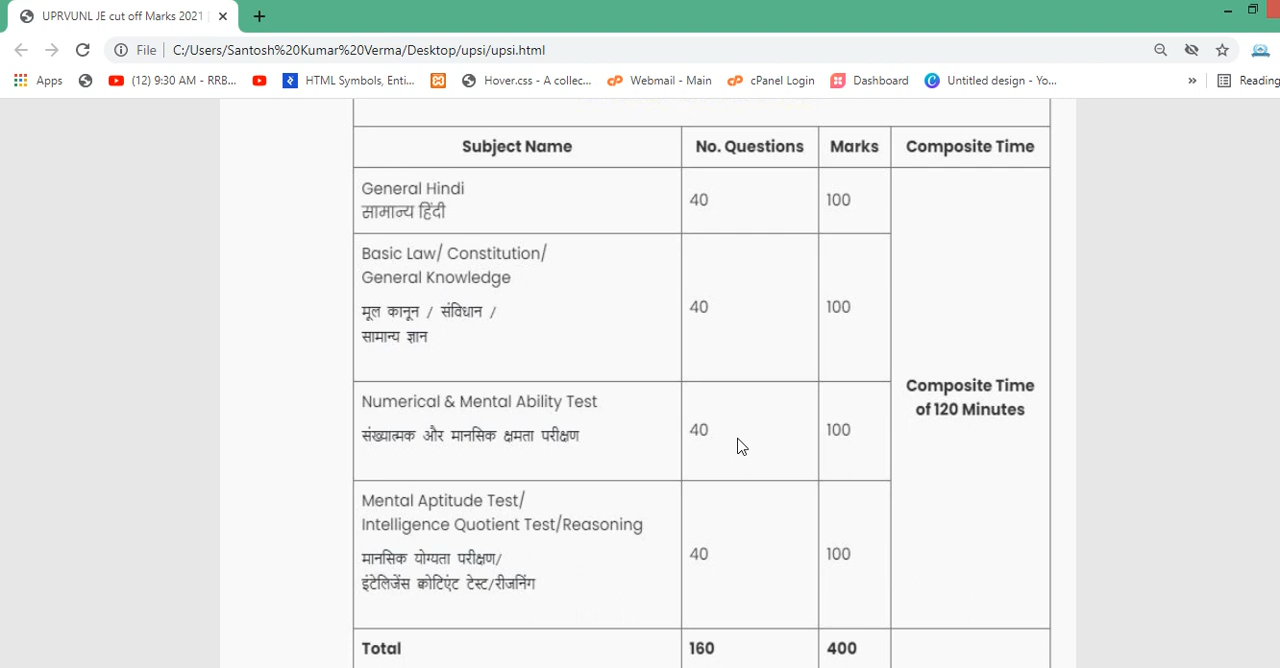 UPRVUNL JE cut off Marks 2021
File
C:/Users/Santosh%20Kumar%20Verma/Desktop/upsi/upsi.html
Apps
(12) 9:30 AM - RRB...
HTML Symbols, Enti...
Hover.css - A collec...
Webmail - Main
cPanel Login
Dashboard
Untitled design - Yo...
Reading
Subject Name No. Questions Marks Composite Time
General Hindi
सामान्य हिंदी
40 100
Basic Law/ Constitution/
General Knowledge
मूल कानून / संविधान /
सामान्य ज्ञान
40 100
Numerical & Mental Ability Test
संख्यात्मक और मानसिक क्षमता परीक्षण
40 100
Composite Time
of 120 Minutes
Mental Aptitude Test/
Intelligence Quotient Test/Reasoning
मानसिक योग्यता परीक्षण/
इंटेलिजेंस क्वोटिएंट टेस्ट/रीजनिंग
40 100
Total 160 400